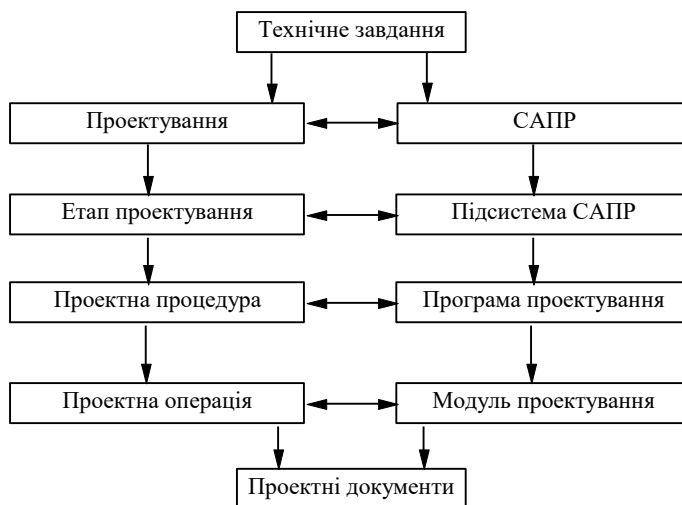 Технічне завдання
Проектування
САПР
Етап проектування
Підсистема САПР
Проектна процедура
Програма проектування
Проектна операція
Модуль проектування
Проектні документи